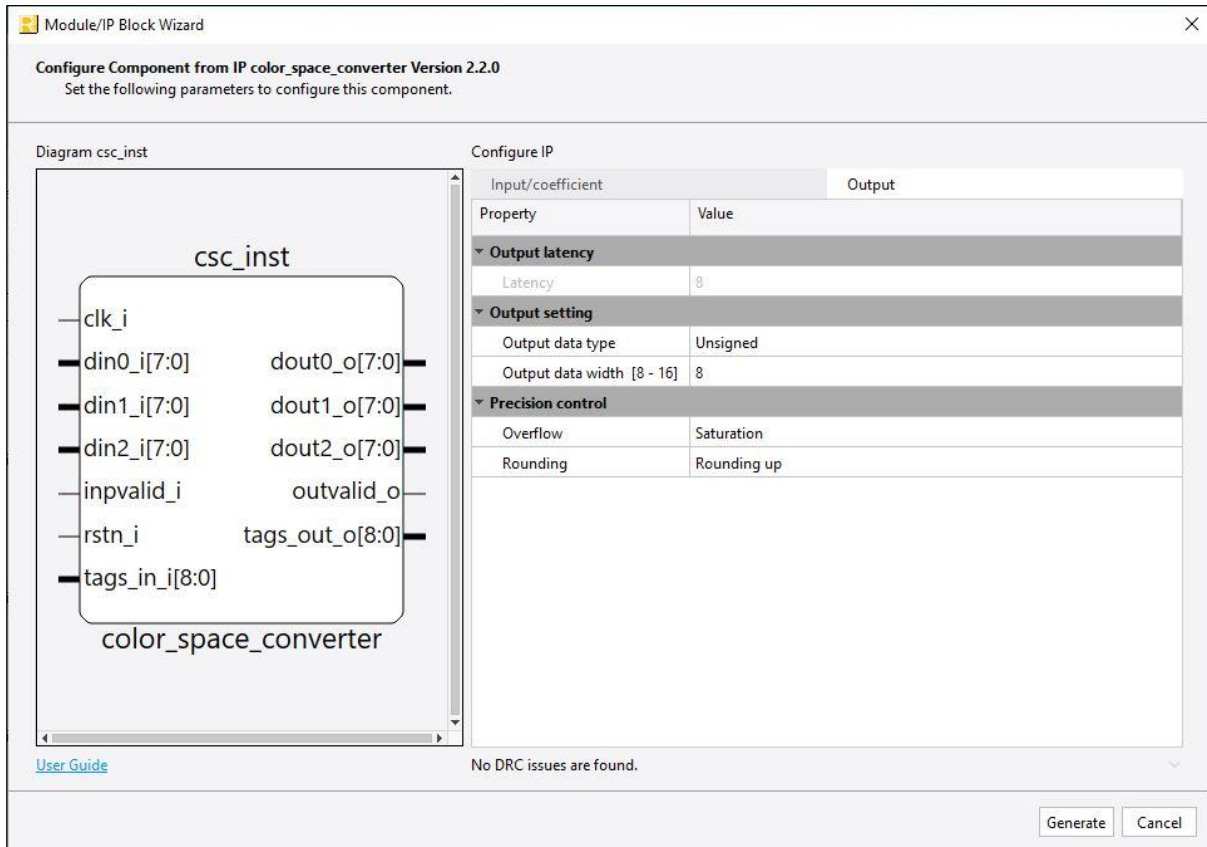 Module/IP Block Wizard
Configure Component from IP color_space_converter Version 2.2.0
Set the following parameters to configure this component.
Diagram csc_inst
csc_inst
clk_i
din0_i[7:0] dout0_o[7:0]
din1_i[7:0] dout1_o[7:0]
din2_i[7:0] dout2_o[7:0]
inpvalid_i outvalid_o
rstn_i tags_out_o[8:0]
tags_in_i[8:0]
color_space_converter
User Guide
Configure IP
Input/coefficient Output
Property Value
Output latency
Latency 8
Output setting
Output data type Unsigned
Output data width [8 - 16] 8
Precision control
Overflow Saturation
Rounding Rounding up
No DRC issues are found.
Generate Cancel